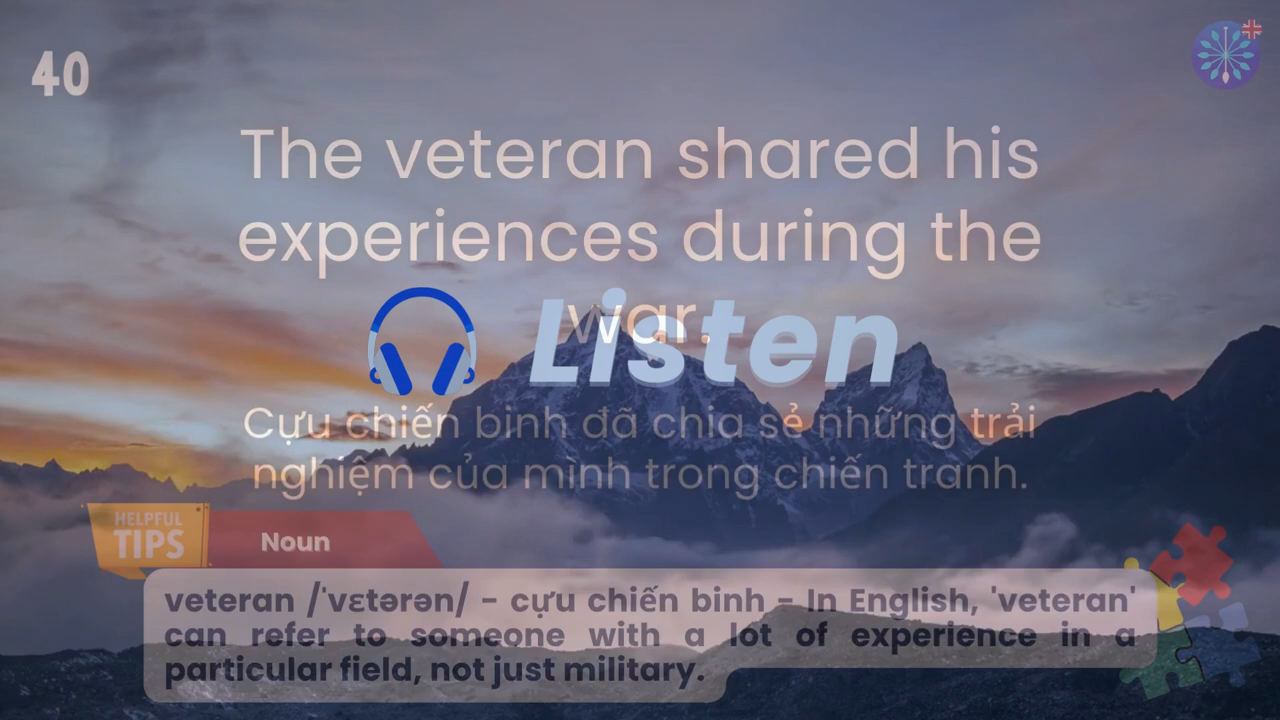 40
The veteran shared his
experiences during the
war.
Listen
Cựu chiến binh đã chia sẻ những trải
nghiệm của mình trong chiến tranh.
HELPFUL
TIPS
Noun
veteran /ˈvɛtərən/ - cựu chiến binh - In English, 'veteran'
can refer to someone with a lot of experience in a
particular field, not just military.